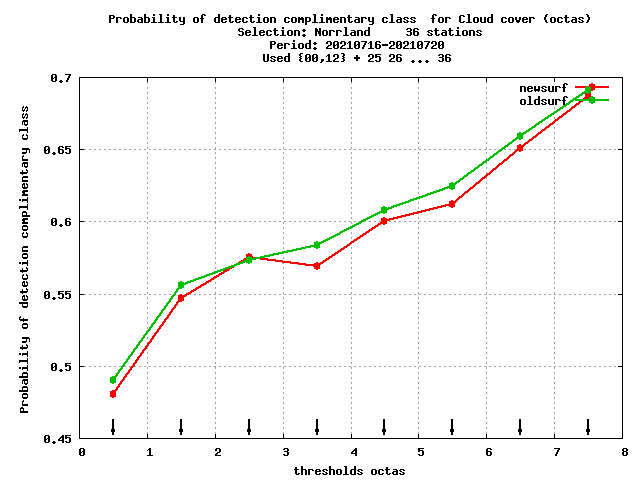 Probability of detection complimentary class  for Cloud cover (octas)
Selection: Norrland     36 stations
Period: 20210716-20210720
Used {00,12} + 25 26 ... 36
newsurf
oldsurf
Probability of detection complimentary class
0.7
0.65
0.6
0.55
0.5
0.45
0 1 2 3 4 5 6 7 8
thresholds octas